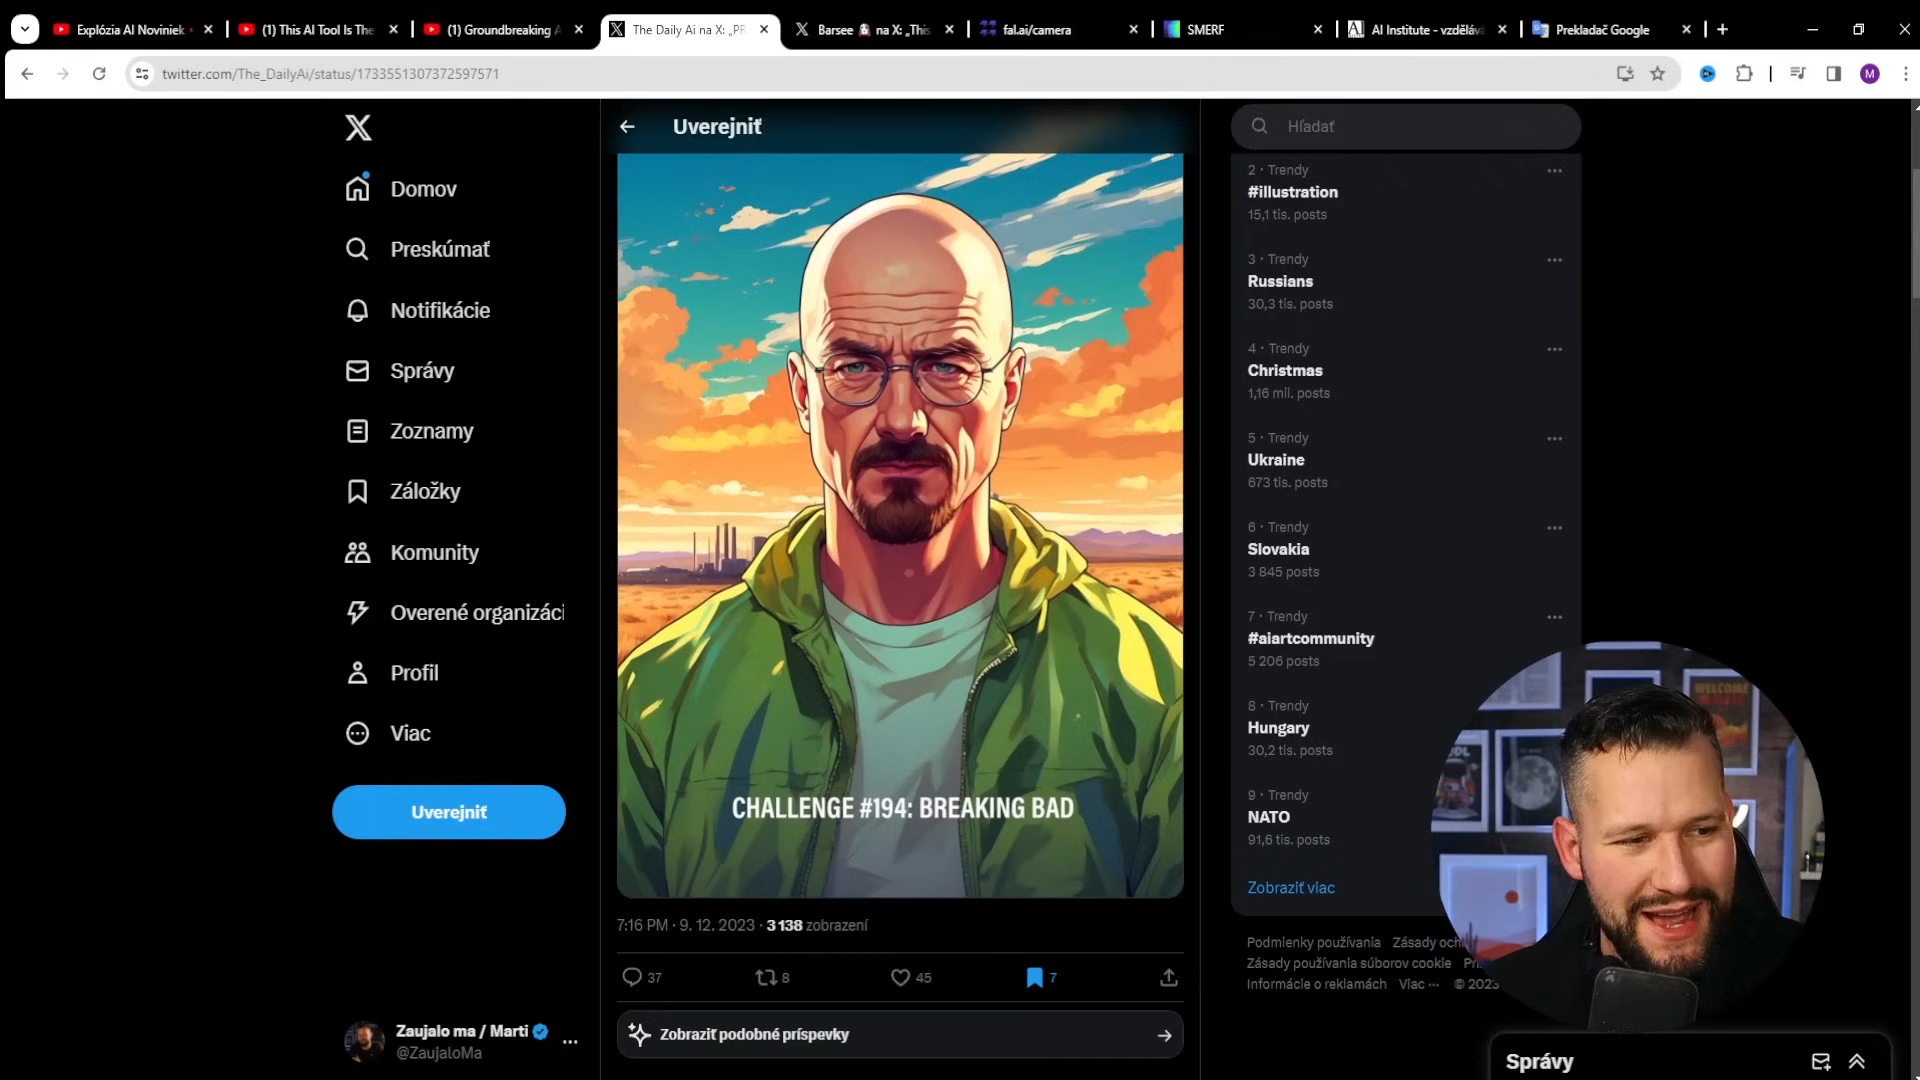 Explózia AI Noviniek
(1) This AI Tool Is The
(1) Groundbreaking A
The Daily Ai na X: „PR
Barsee na X: „This
fal.ai/camera
SMERF
AI Institute - vzděláv
Prekladač Google
twitter.com/The_DailyAi/status/1733551307372597571
M
Domov
Preskúmať
Notifikácie
Správy
Zoznamy
Záložky
Komunity
Overené organizáci
Profil
Viac
Uverejniť
Zaujalo ma / Marti
@ZaujaloMa
Uverejniť
CHALLENGE #194: BREAKING BAD
7:16 PM · 9. 12. 2023 · 3 138 zobrazení
37
8
45
7
Zobraziť podobné príspevky
Hľadať
2 · Trendy
#illustration
15,1 tis. posts
3 · Trendy
Russians
30,3 tis. posts
4 · Trendy
Christmas
1,16 mil. posts
5 · Trendy
Ukraine
673 tis. posts
6 · Trendy
Slovakia
3 845 posts
7 · Trendy
#aiartcommunity
5 206 posts
8 · Trendy
Hungary
30,2 tis. posts
9 · Trendy
NATO
91,6 tis. posts
Zobraziť viac
Podmienky používania Zásady och
Zásady používania súborov cookie Pr
Informácie o reklamách Viac ··· © 2023
WELCOME
Správy